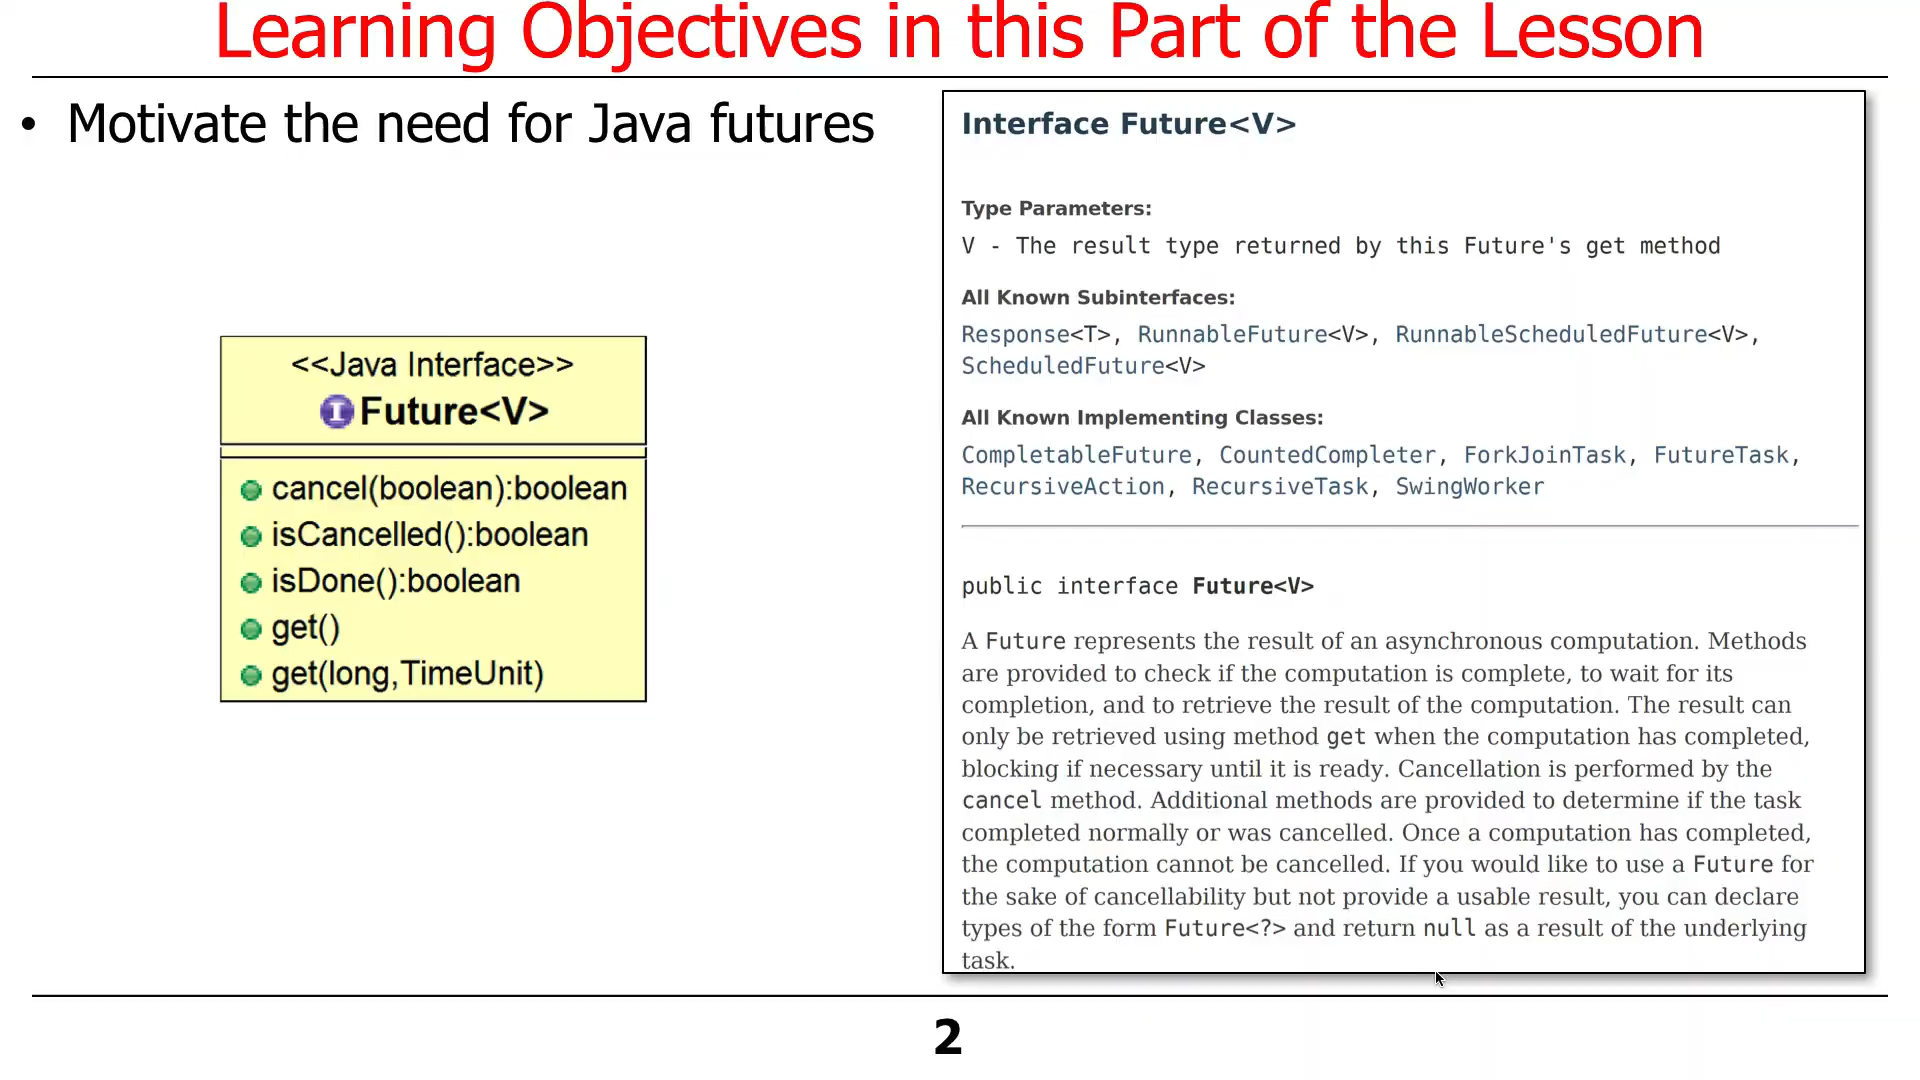 Learning Objectives in this Part of the Lesson
• Motivate the need for Java futures
<<Java Interface>>
I Future<V>
cancel(boolean):boolean
isCancelled():boolean
isDone():boolean
get()
get(long,TimeUnit)
Interface Future<V>
Type Parameters:
V - The result type returned by this Future's get method
All Known Subinterfaces:
Response<T>, RunnableFuture<V>, RunnableScheduledFuture<V>,
ScheduledFuture<V>
All Known Implementing Classes:
CompletableFuture, CountedCompleter, ForkJoinTask, FutureTask,
RecursiveAction, RecursiveTask, SwingWorker
public interface Future<V>
A Future represents the result of an asynchronous computation. Methods
are provided to check if the computation is complete, to wait for its
completion, and to retrieve the result of the computation. The result can
only be retrieved using method get when the computation has completed,
blocking if necessary until it is ready. Cancellation is performed by the
cancel method. Additional methods are provided to determine if the task
completed normally or was cancelled. Once a computation has completed,
the computation cannot be cancelled. If you would like to use a Future for
the sake of cancellability but not provide a usable result, you can declare
types of the form Future<?> and return null as a result of the underlying
task.
2